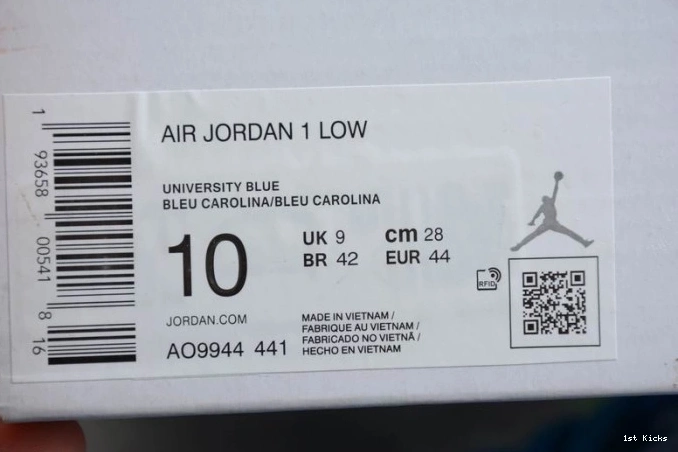 AIR JORDAN 1 LOW
UNIVERSITY BLUE
BLEU CAROLINA/BLEU CAROLINA
10
UK 9 cm 28
BR 42 EUR 44
RFID
JORDAN.COM
AO9944 441
MADE IN VIETNAM /
FABRIQUE AU VIETNAM /
FABRICADO NO VIETNÃ /
HECHO EN VIETNAM
1 93658 00541 8 16
1st Kicks